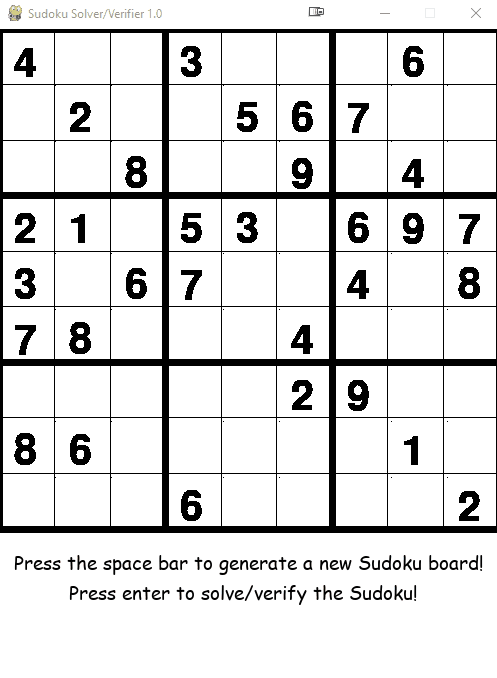 Sudoku Solver/Verifier 1.0
4 3 6
2 5 6 7
8 9 4
2 1 5 3 6 9 7
3 6 7 4 8
7 8 4
2 9
8 6 1
6 2
Press the space bar to generate a new Sudoku board!
Press enter to solve/verify the Sudoku!